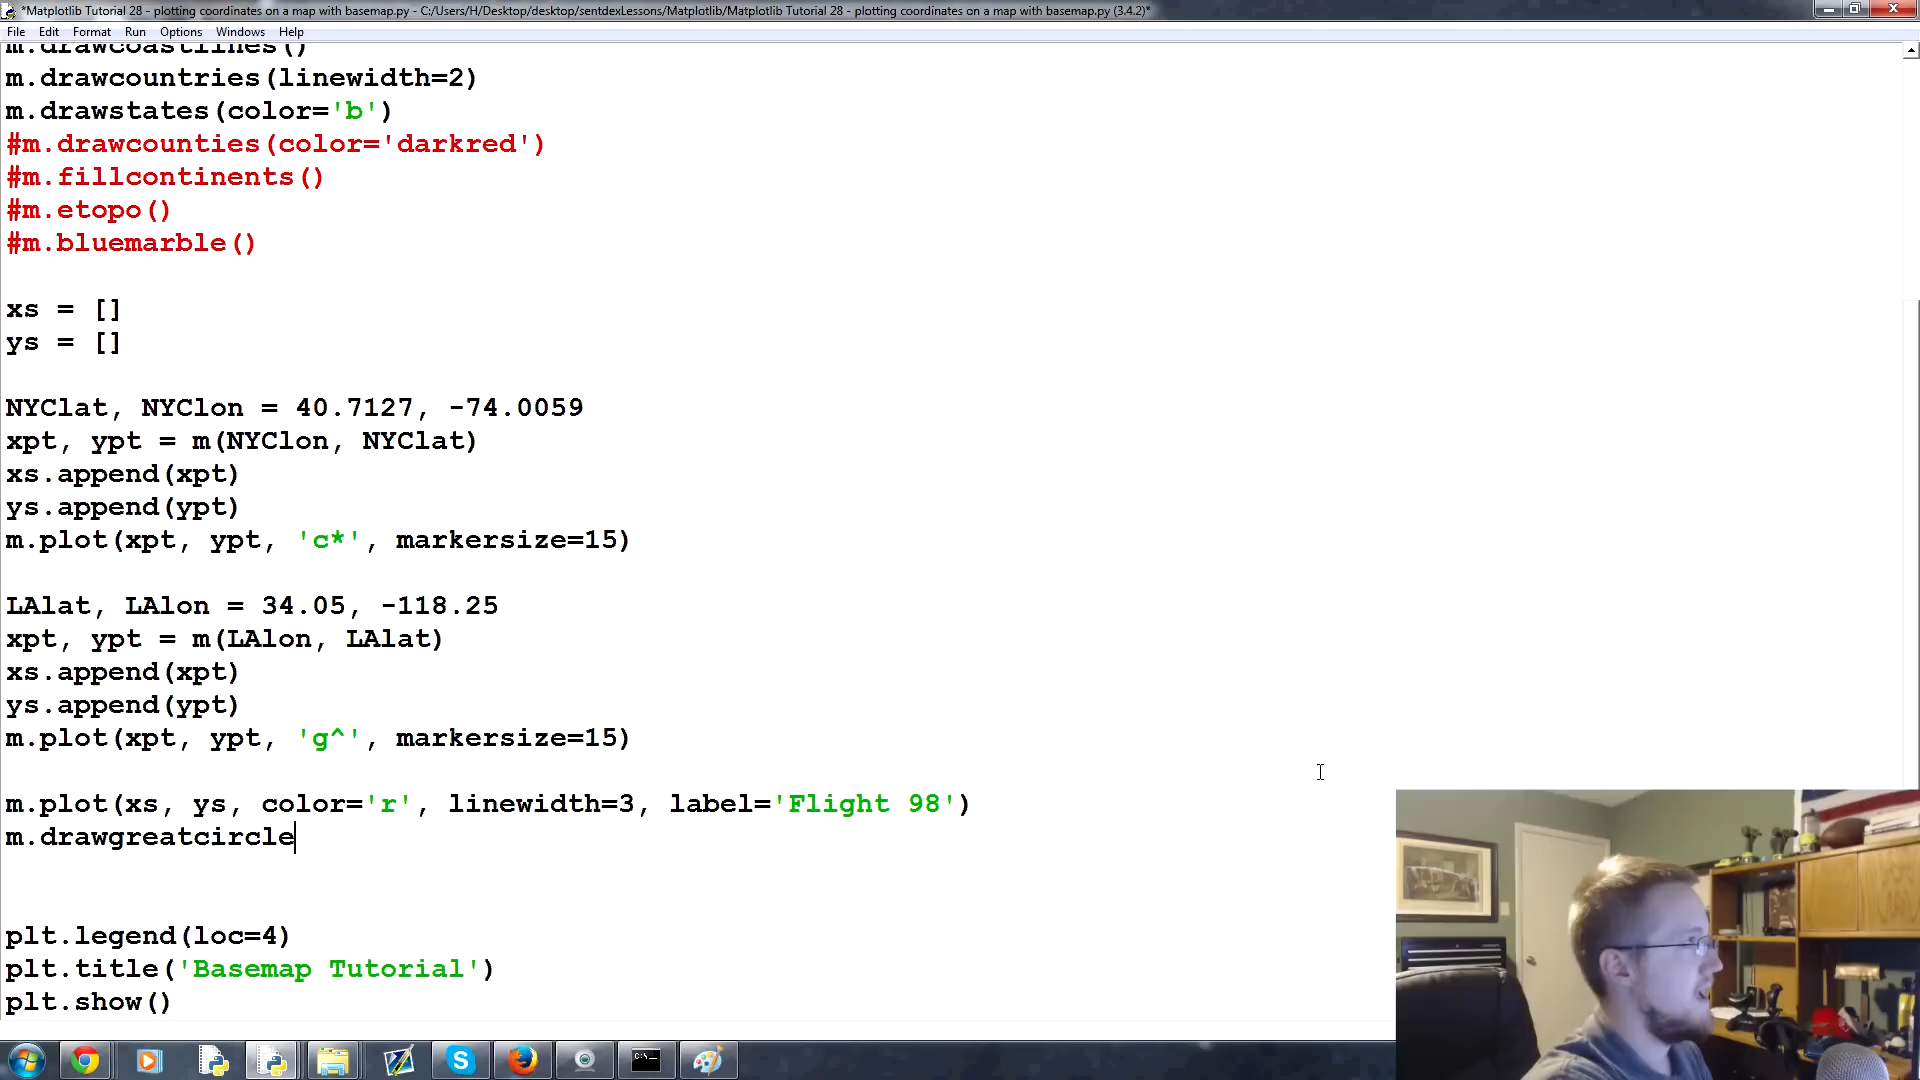 *Matplotlib Tutorial 28 - plotting coordinates on a map with basemap.py - C:/Users/H/Desktop/desktop/sentdexLessons/Matplotlib/Matplotlib Tutorial 28 - plotting coordinates on a map with basemap.py (3.4.2)*
File Edit Format Run Options Windows Help
m.drawcoastlines()
m.drawcountries(linewidth=2)
m.drawstates(color='b')
#m.drawcounties(color='darkred')
#m.fillcontinents()
#m.etopo()
#m.bluemarble()
xs = []
ys = []
NYClat, NYClon = 40.7127, -74.0059
xpt, ypt = m(NYClon, NYClat)
xs.append(xpt)
ys.append(ypt)
m.plot(xpt, ypt, 'c*', markersize=15)
LAlat, LAlon = 34.05, -118.25
xpt, ypt = m(LAlon, LAlat)
xs.append(xpt)
ys.append(ypt)
m.plot(xpt, ypt, 'g^', markersize=15)
m.plot(xs, ys, color='r', linewidth=3, label='Flight 98')
m.drawgreatcircle
plt.legend(loc=4)
plt.title('Basemap Tutorial')
plt.show()